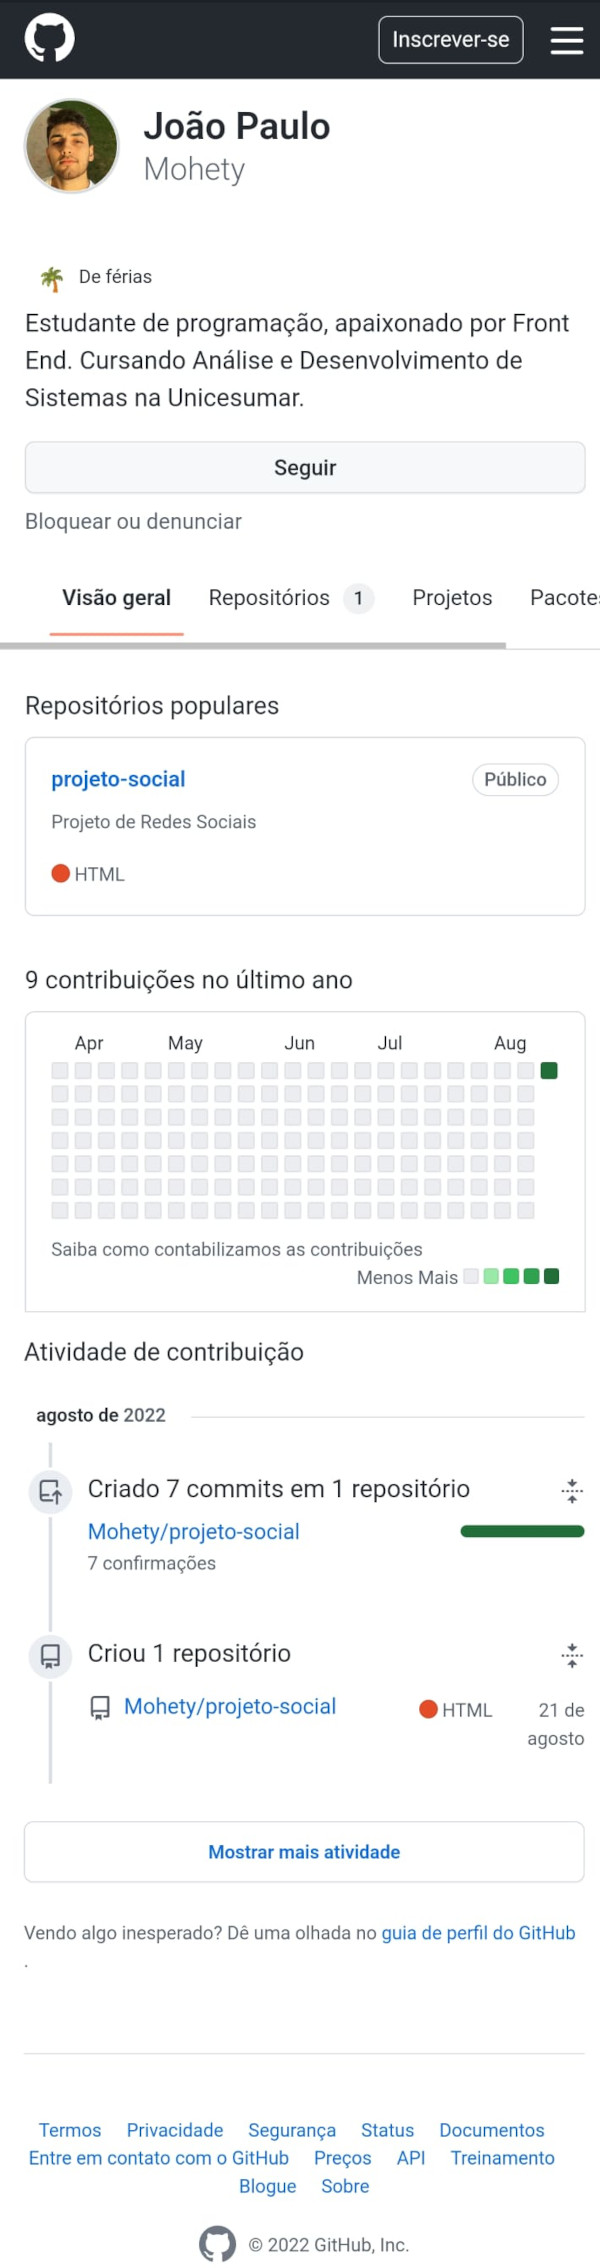 Inscrever-se
João Paulo
Mohety
De férias
Estudante de programação, apaixonado por Front
End. Cursando Análise e Desenvolvimento de
Sistemas na Unicesumar.
Seguir
Bloquear ou denunciar
Visão geral Repositórios 1 Projetos Pacotes
Repositórios populares
projeto-social Público
Projeto de Redes Sociais
HTML
9 contribuições no último ano
Apr May Jun Jul Aug
Saiba como contabilizamos as contribuições
Menos Mais
Atividade de contribuição
agosto de 2022
Criado 7 commits em 1 repositório
Mohety/projeto-social
7 confirmações
Criou 1 repositório
Mohety/projeto-social HTML 21 de
agosto
Mostrar mais atividade
Vendo algo inesperado? Dê uma olhada no guia de perfil do GitHub
.
Termos Privacidade Segurança Status Documentos
Entre em contato com o GitHub Preços API Treinamento
Blogue Sobre
© 2022 GitHub, Inc.